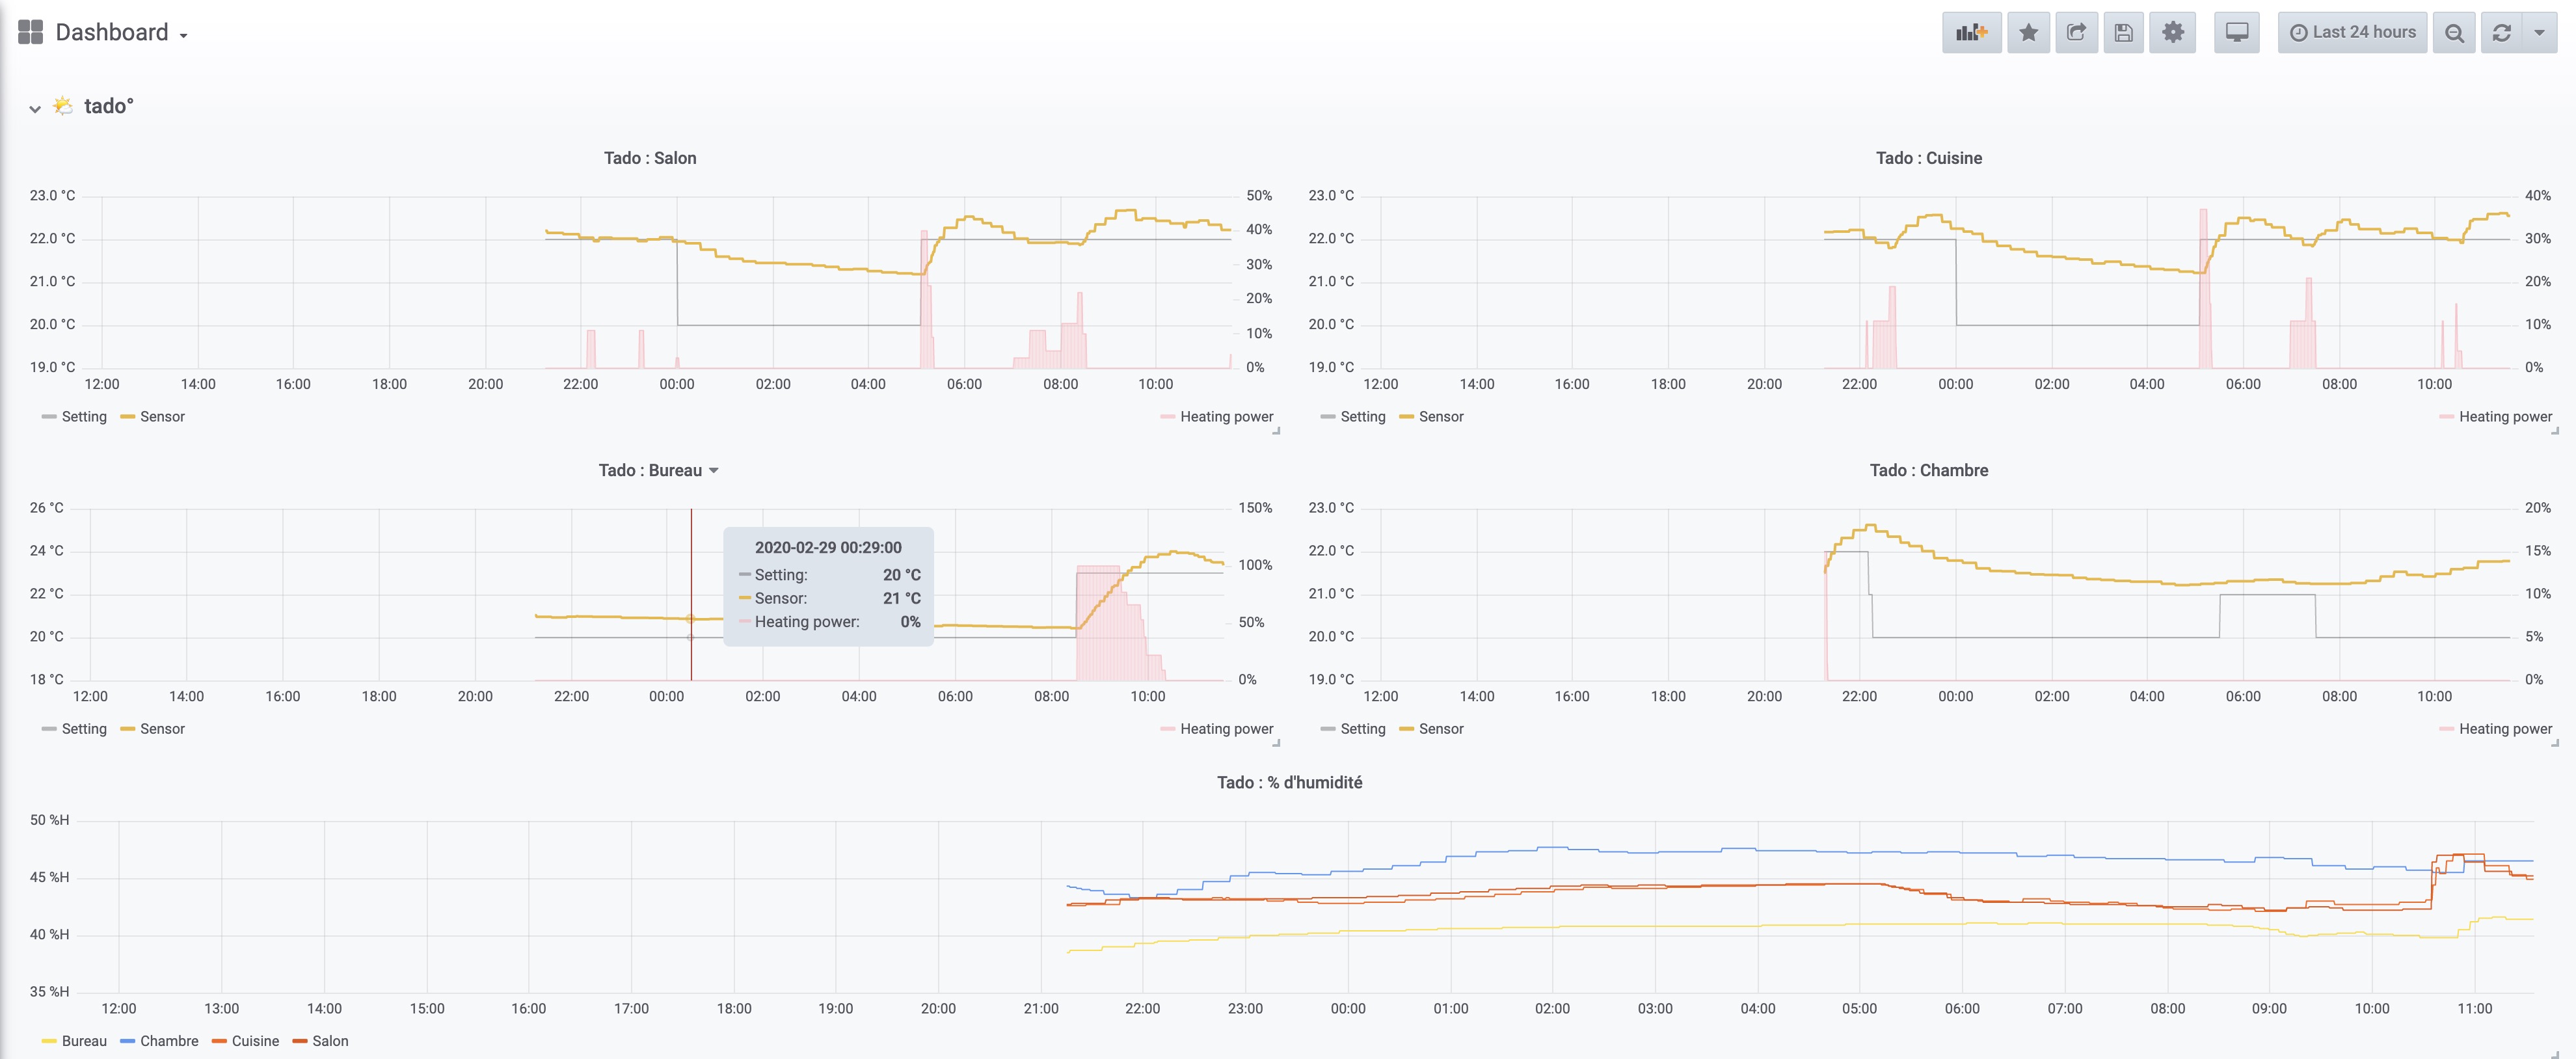 Dashboard
Last 24 hours
tado°
Tado : Salon
23.0 °C
22.0 °C
21.0 °C
20.0 °C
19.0 °C
50%
40%
30%
20%
10%
0%
12:00 14:00 16:00 18:00 20:00 22:00 00:00 02:00 04:00 06:00 08:00 10:00
Setting Sensor Heating power
Tado : Cuisine
23.0 °C
22.0 °C
21.0 °C
20.0 °C
19.0 °C
40%
30%
20%
10%
0%
12:00 14:00 16:00 18:00 20:00 22:00 00:00 02:00 04:00 06:00 08:00 10:00
Setting Sensor Heating power
Tado : Bureau
26 °C
24 °C
22 °C
20 °C
18 °C
150%
100%
50%
0%
2020-02-29 00:29:00
Setting: 20 °C
Sensor: 21 °C
Heating power: 0%
12:00 14:00 16:00 18:00 20:00 22:00 00:00 02:00 04:00 06:00 08:00 10:00
Setting Sensor Heating power
Tado : Chambre
23.0 °C
22.0 °C
21.0 °C
20.0 °C
19.0 °C
20%
15%
10%
5%
0%
12:00 14:00 16:00 18:00 20:00 22:00 00:00 02:00 04:00 06:00 08:00 10:00
Setting Sensor Heating power
Tado : % d'humidité
50 %H
45 %H
40 %H
35 %H
12:00 13:00 14:00 15:00 16:00 17:00 18:00 19:00 20:00 21:00 22:00 23:00 00:00 01:00 02:00 03:00 04:00 05:00 06:00 07:00 08:00 09:00 10:00 11:00
Bureau Chambre Cuisine Salon